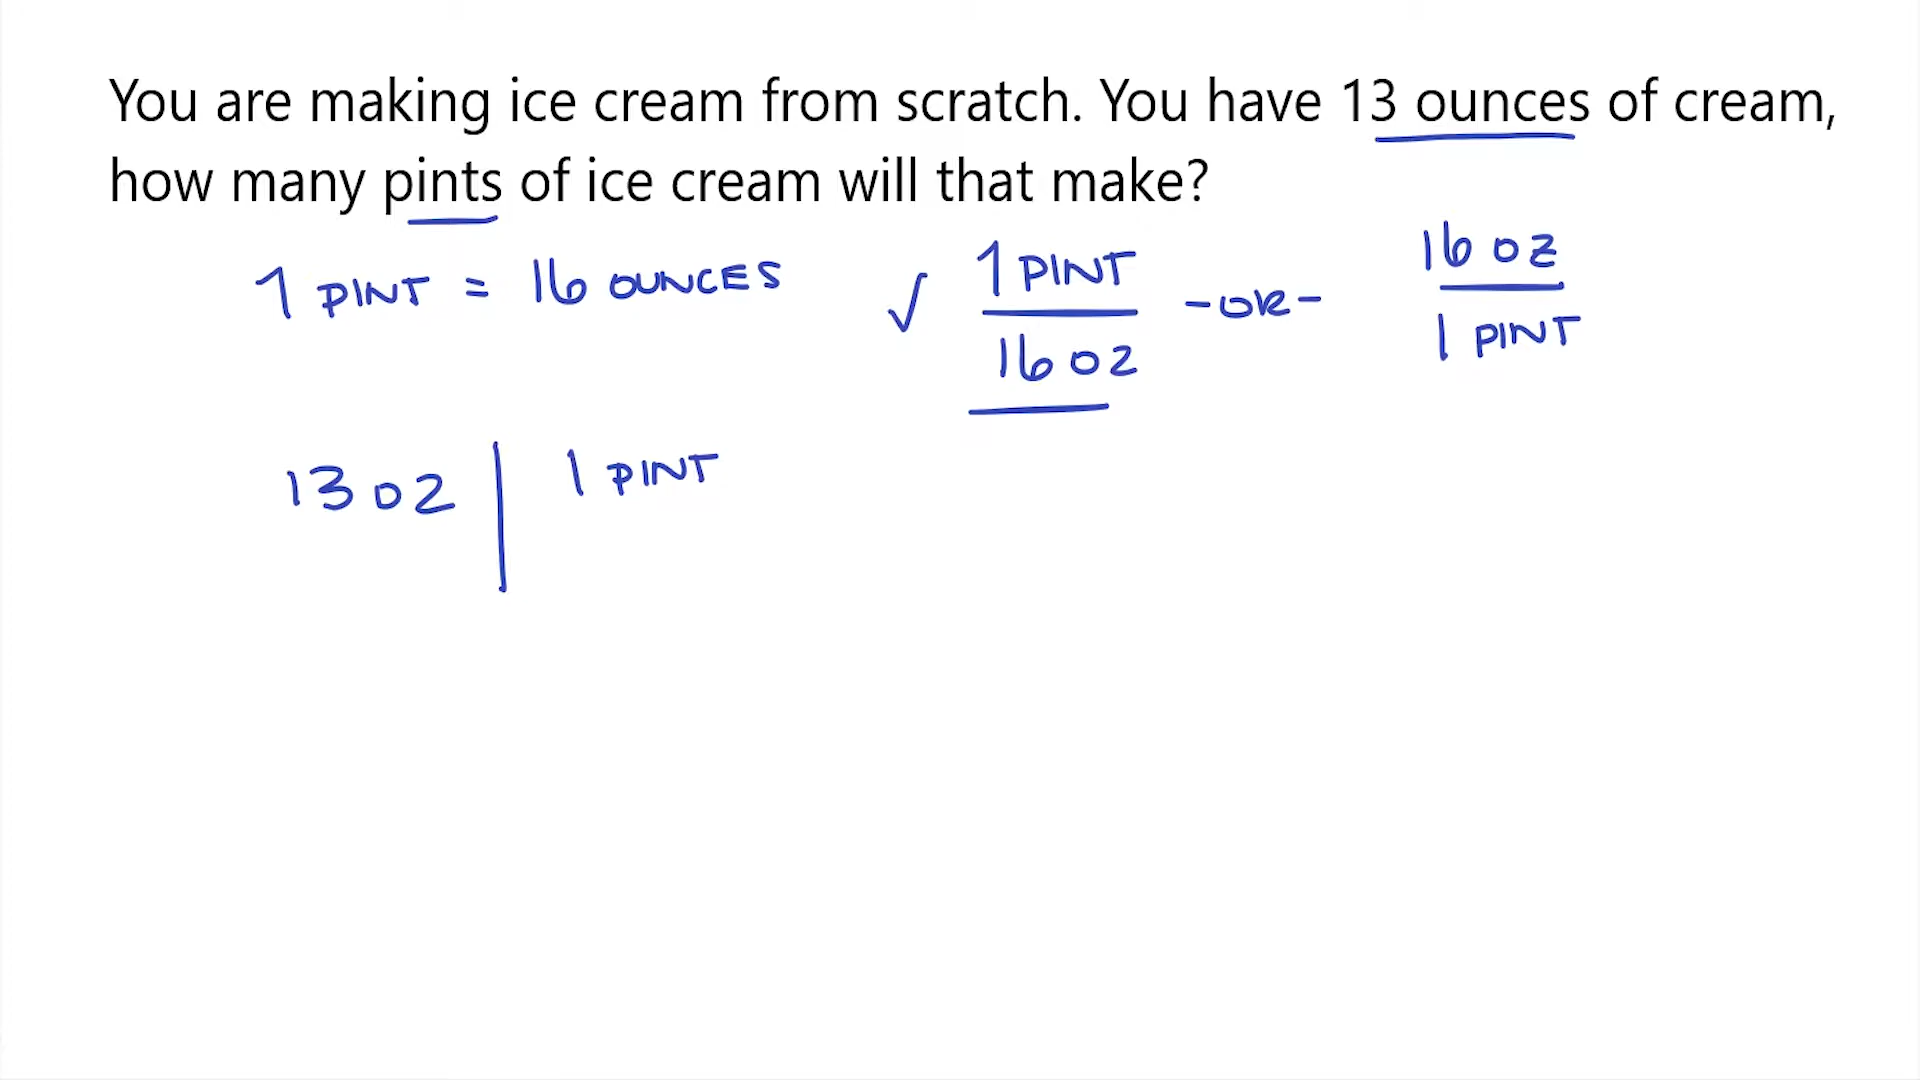 You are making ice cream from scratch. You have 13 ounces of cream,
how many pints of ice cream will that make?
1 PINT = 16 OUNCES
✓ 1 PINT
16 OZ
-OR-
16 OZ
1 PINT
13 OZ | 1 PINT